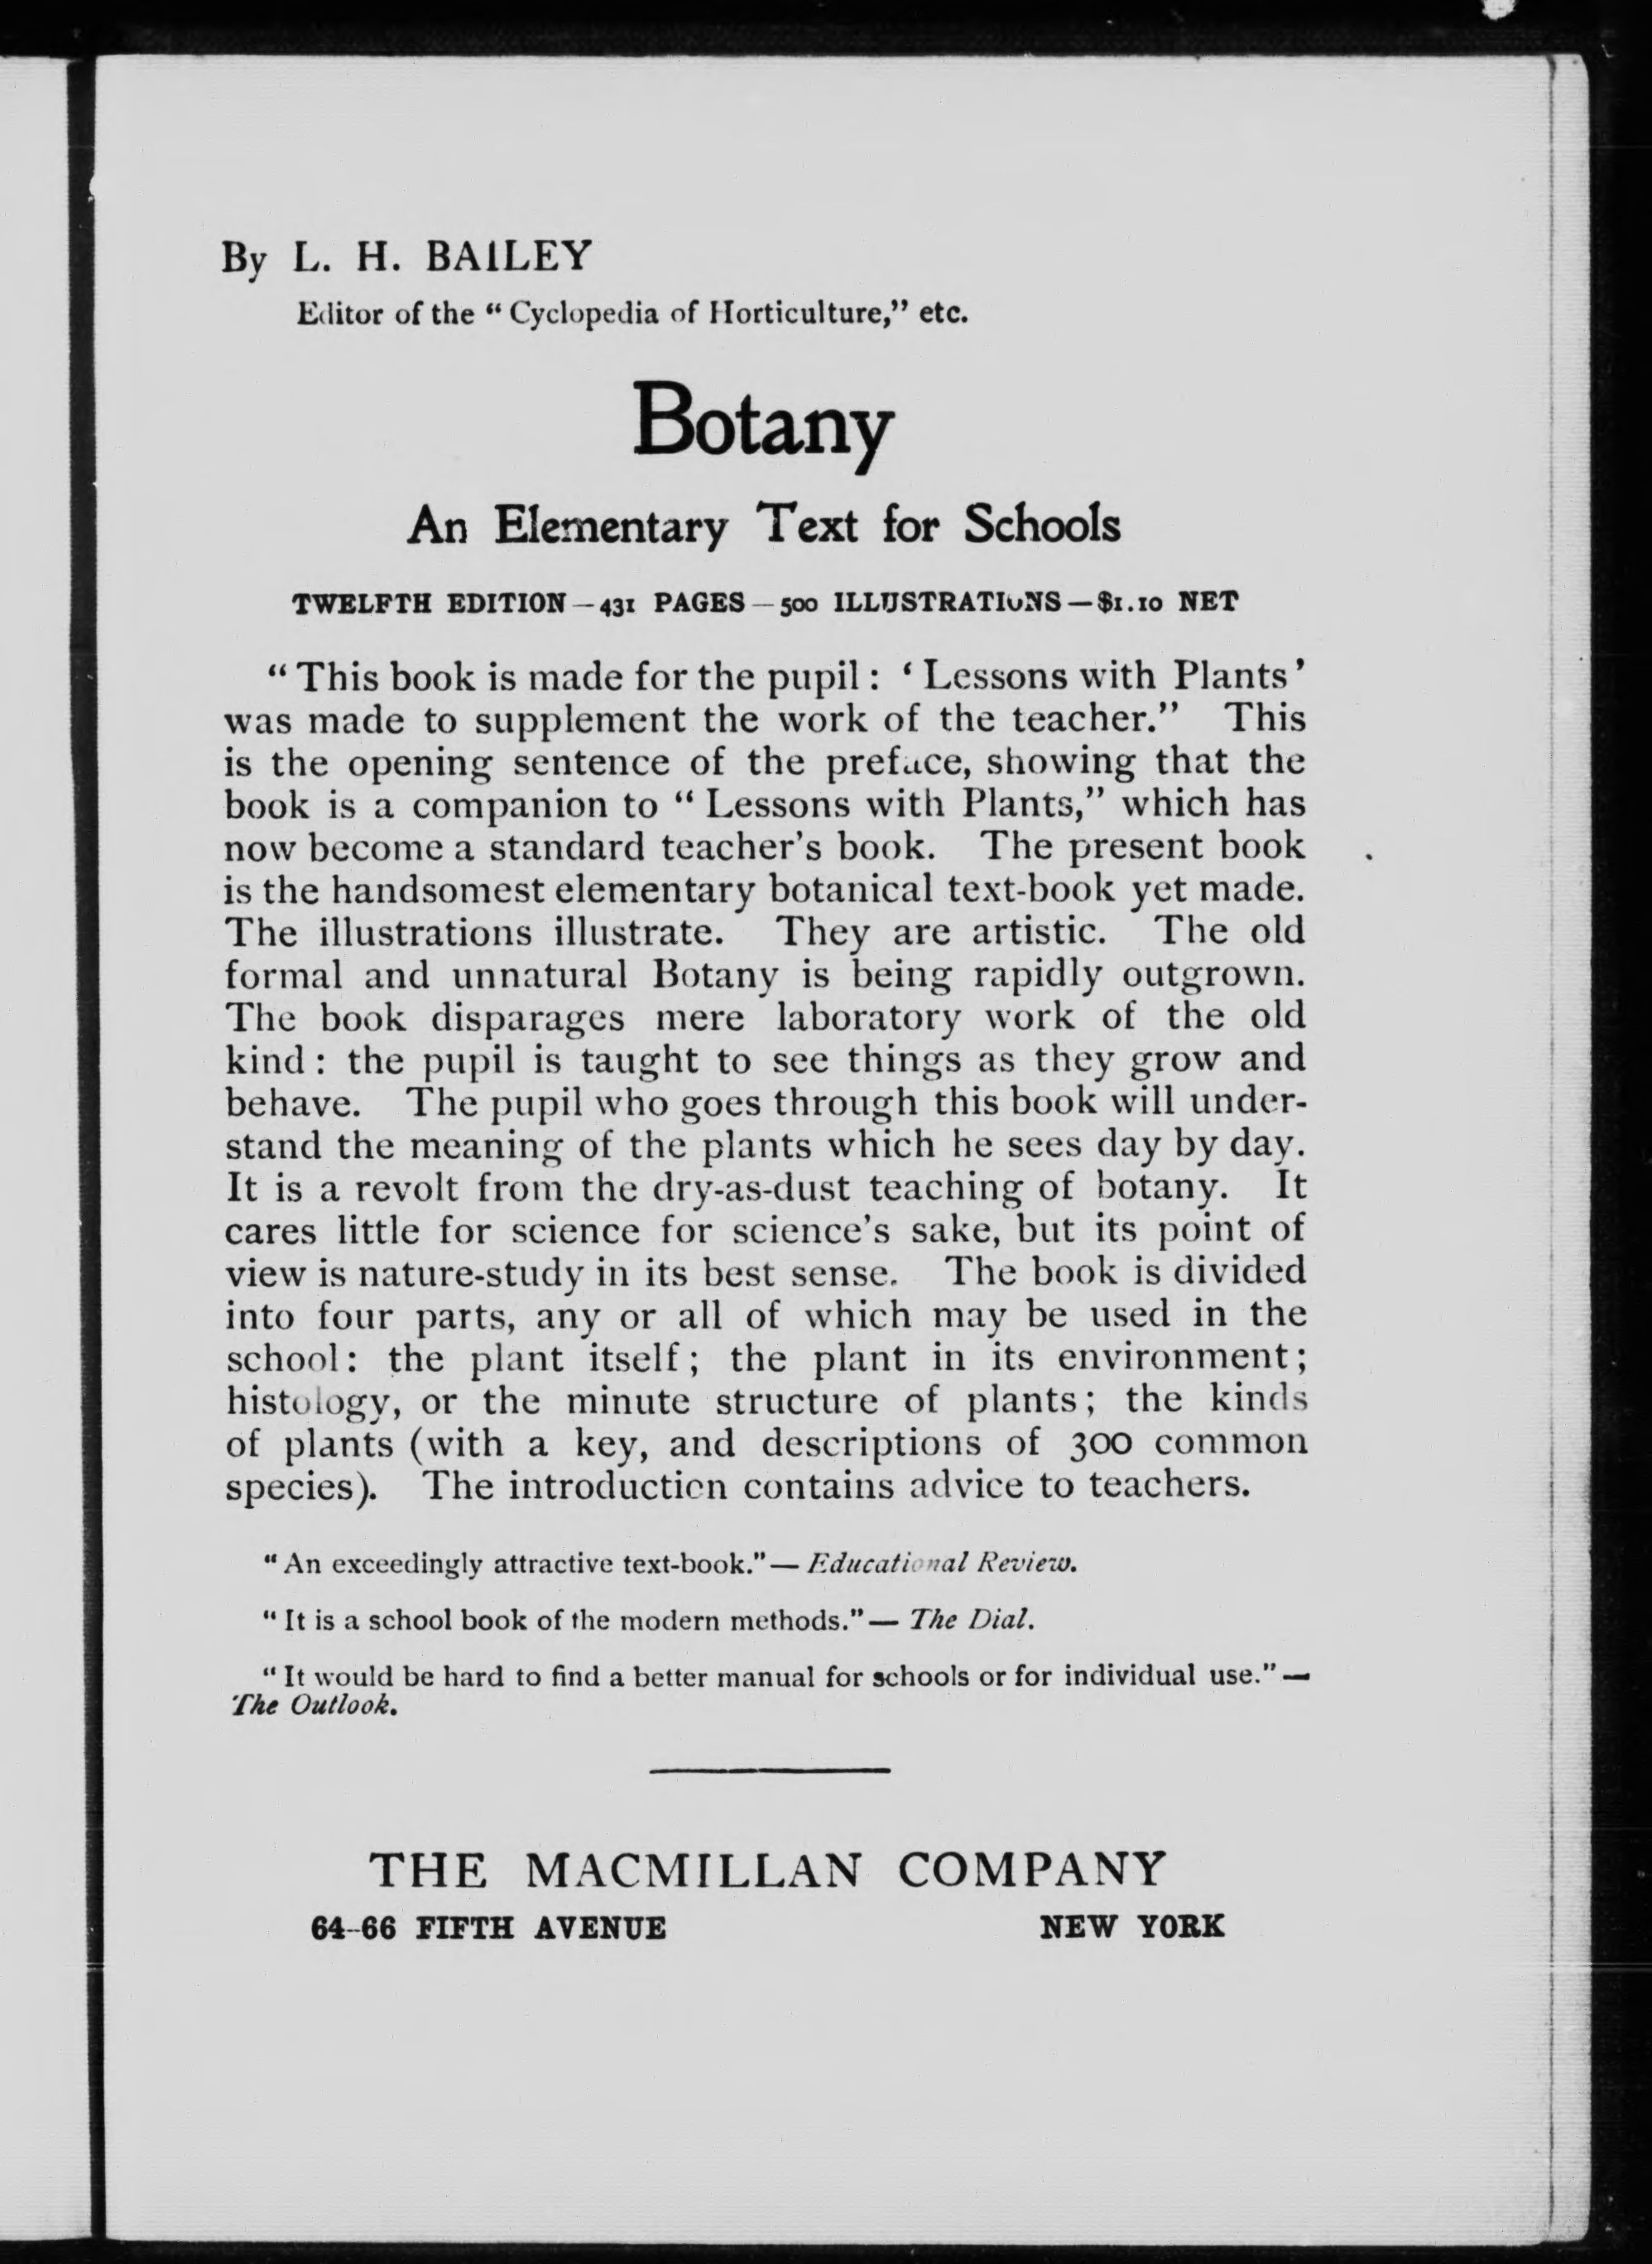 By L. H. BAILEY
Editor of the “Cyclopedia of Horticulture,” etc.
Botany
An Elementary Text for Schools
TWELFTH EDITION—431 PAGES—500 ILLUSTRATIONS—$1.10 NET
“This book is made for the pupil: ‘Lessons with Plants’
was made to supplement the work of the teacher.” This
is the opening sentence of the preface, showing that the
book is a companion to “Lessons with Plants,” which has
now become a standard teacher's book. The present book
is the handsomest elementary botanical text-book yet made.
The illustrations illustrate. They are artistic. The old
formal and unnatural Botany is being rapidly outgrown.
The book disparages mere laboratory work of the old
kind: the pupil is taught to see things as they grow and
behave. The pupil who goes through this book will under-
stand the meaning of the plants which he sees day by day.
It is a revolt from the dry-as-dust teaching of botany. It
cares little for science for science's sake, but its point of
view is nature-study in its best sense. The book is divided
into four parts, any or all of which may be used in the
school: the plant itself; the plant in its environment;
histology, or the minute structure of plants; the kinds
of plants (with a key, and descriptions of 300 common
species). The introduction contains advice to teachers.
“An exceedingly attractive text-book.”—Educational Review.
“It is a school book of the modern methods.”—The Dial.
“It would be hard to find a better manual for schools or for individual use.”—
The Outlook.
THE MACMILLAN COMPANY
64-66 FIFTH AVENUE NEW YORK